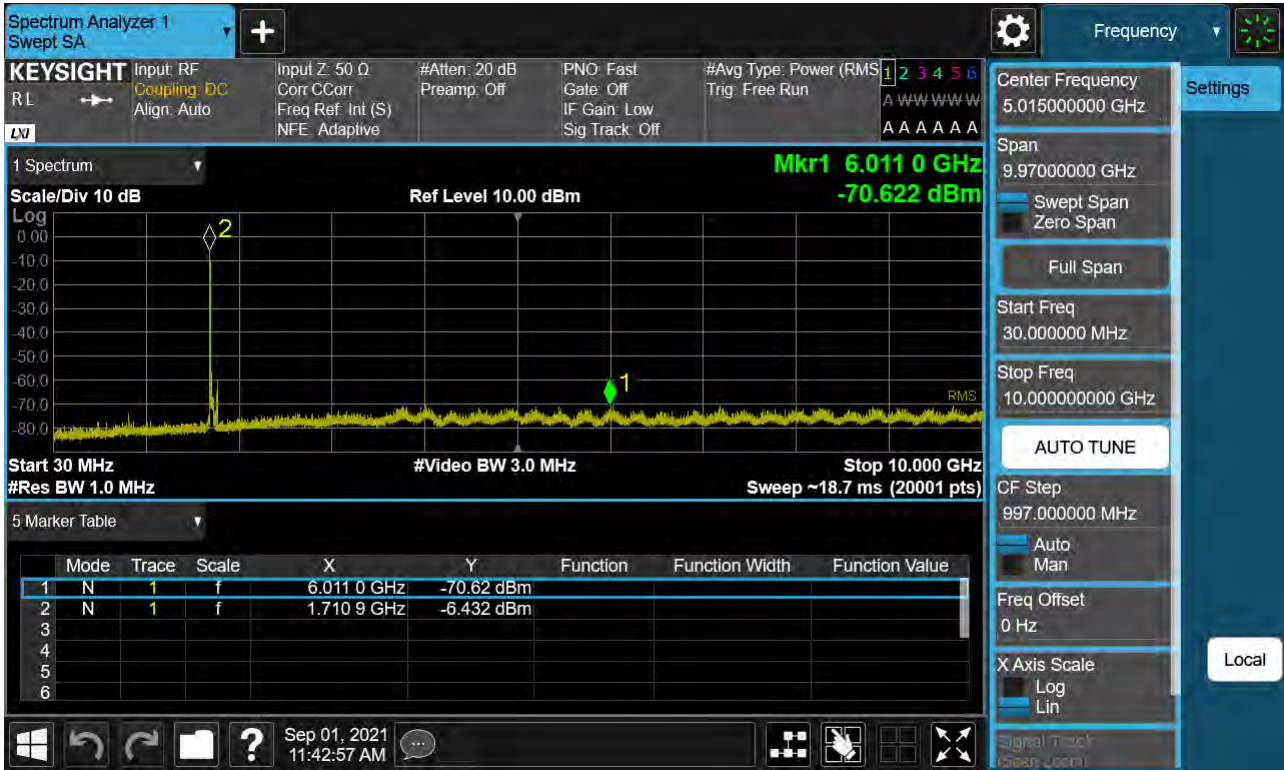 Spectrum Analyzer 1
Swept SA
+
Frequency
KEYSIGHT
RL
LXI
Input: RF
Coupling: DC
Align: Auto
Input Z: 50 Ω
Corr CCorr
Freq Ref: Int (S)
NFE: Adaptive
#Atten: 20 dB
Preamp: Off
PNO: Fast
Gate: Off
IF Gain: Low
Sig Track: Off
#Avg Type: Power (RMS
Trig: Free Run
1 2 3 4 5 6
A W W W W W
A A A A A A
1 Spectrum
Mkr1 6.011 0 GHz
Scale/Div 10 dB
Ref Level 10.00 dBm
-70.622 dBm
Log
0.00
-10.0
-20.0
-30.0
-40.0
-50.0
-60.0
-70.0
-80.0
2
1
RMS
Start 30 MHz
#Video BW 3.0 MHz
Stop 10.000 GHz
#Res BW 1.0 MHz
Sweep ~18.7 ms (20001 pts)
5 Marker Table
Mode Trace Scale X Y Function Function Width Function Value
1 N 1 f 6.011 0 GHz -70.62 dBm
2 N 1 f 1.710 9 GHz -6.432 dBm
3
4
5
6
Sep 01, 2021
11:42:57 AM
?
Center Frequency
5.015000000 GHz
Span
9.97000000 GHz
Swept Span
Zero Span
Full Span
Start Freq
30.000000 MHz
Stop Freq
10.000000000 GHz
AUTO TUNE
CF Step
997.000000 MHz
Auto
Man
Freq Offset
0 Hz
X Axis Scale
Log
Lin
Signal Track
(Span Zoom)
Settings
Local